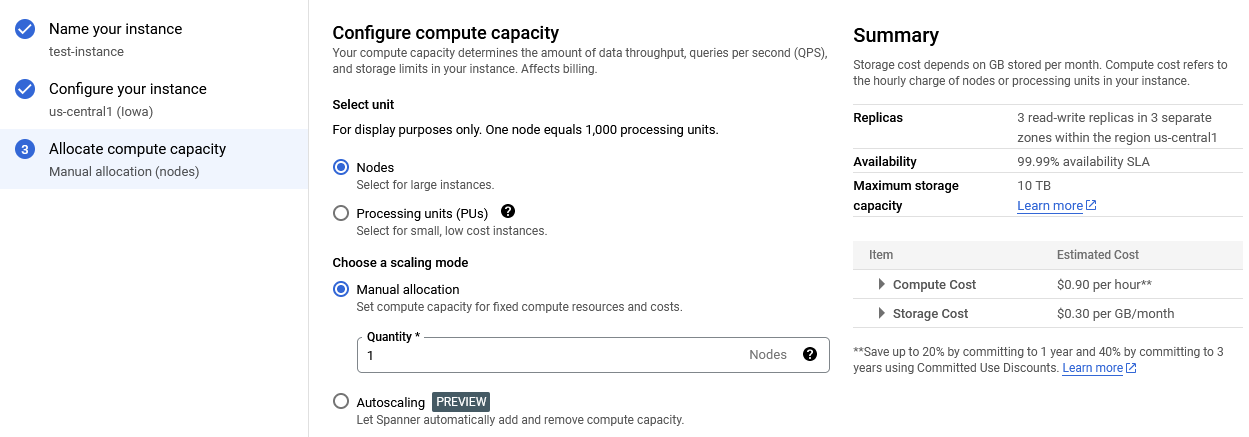 Name your instance
test-instance
Configure your instance
us-central1 (Iowa)
3
Allocate compute capacity
Manual allocation (nodes)
Configure compute capacity
Your compute capacity determines the amount of data throughput, queries per second (QPS),
and storage limits in your instance. Affects billing.
Select unit
For display purposes only. One node equals 1,000 processing units.
Nodes
Select for large instances.
Processing units (PUs) ?
Select for small, low cost instances.
Choose a scaling mode
Manual allocation
Set compute capacity for fixed compute resources and costs.
Quantity *
1 Nodes ?
Autoscaling PREVIEW
Let Spanner automatically add and remove compute capacity.
Summary
Storage cost depends on GB stored per month. Compute cost refers to
the hourly charge of nodes or processing units in your instance.
Replicas 3 read-write replicas in 3 separate
zones within the region us-central1
Availability 99.99% availability SLA
Maximum storage 10 TB
capacity Learn more
Item Estimated Cost
Compute Cost $0.90 per hour**
Storage Cost $0.30 per GB/month
**Save up to 20% by committing to 1 year and 40% by committing to 3
years using Committed Use Discounts. Learn more